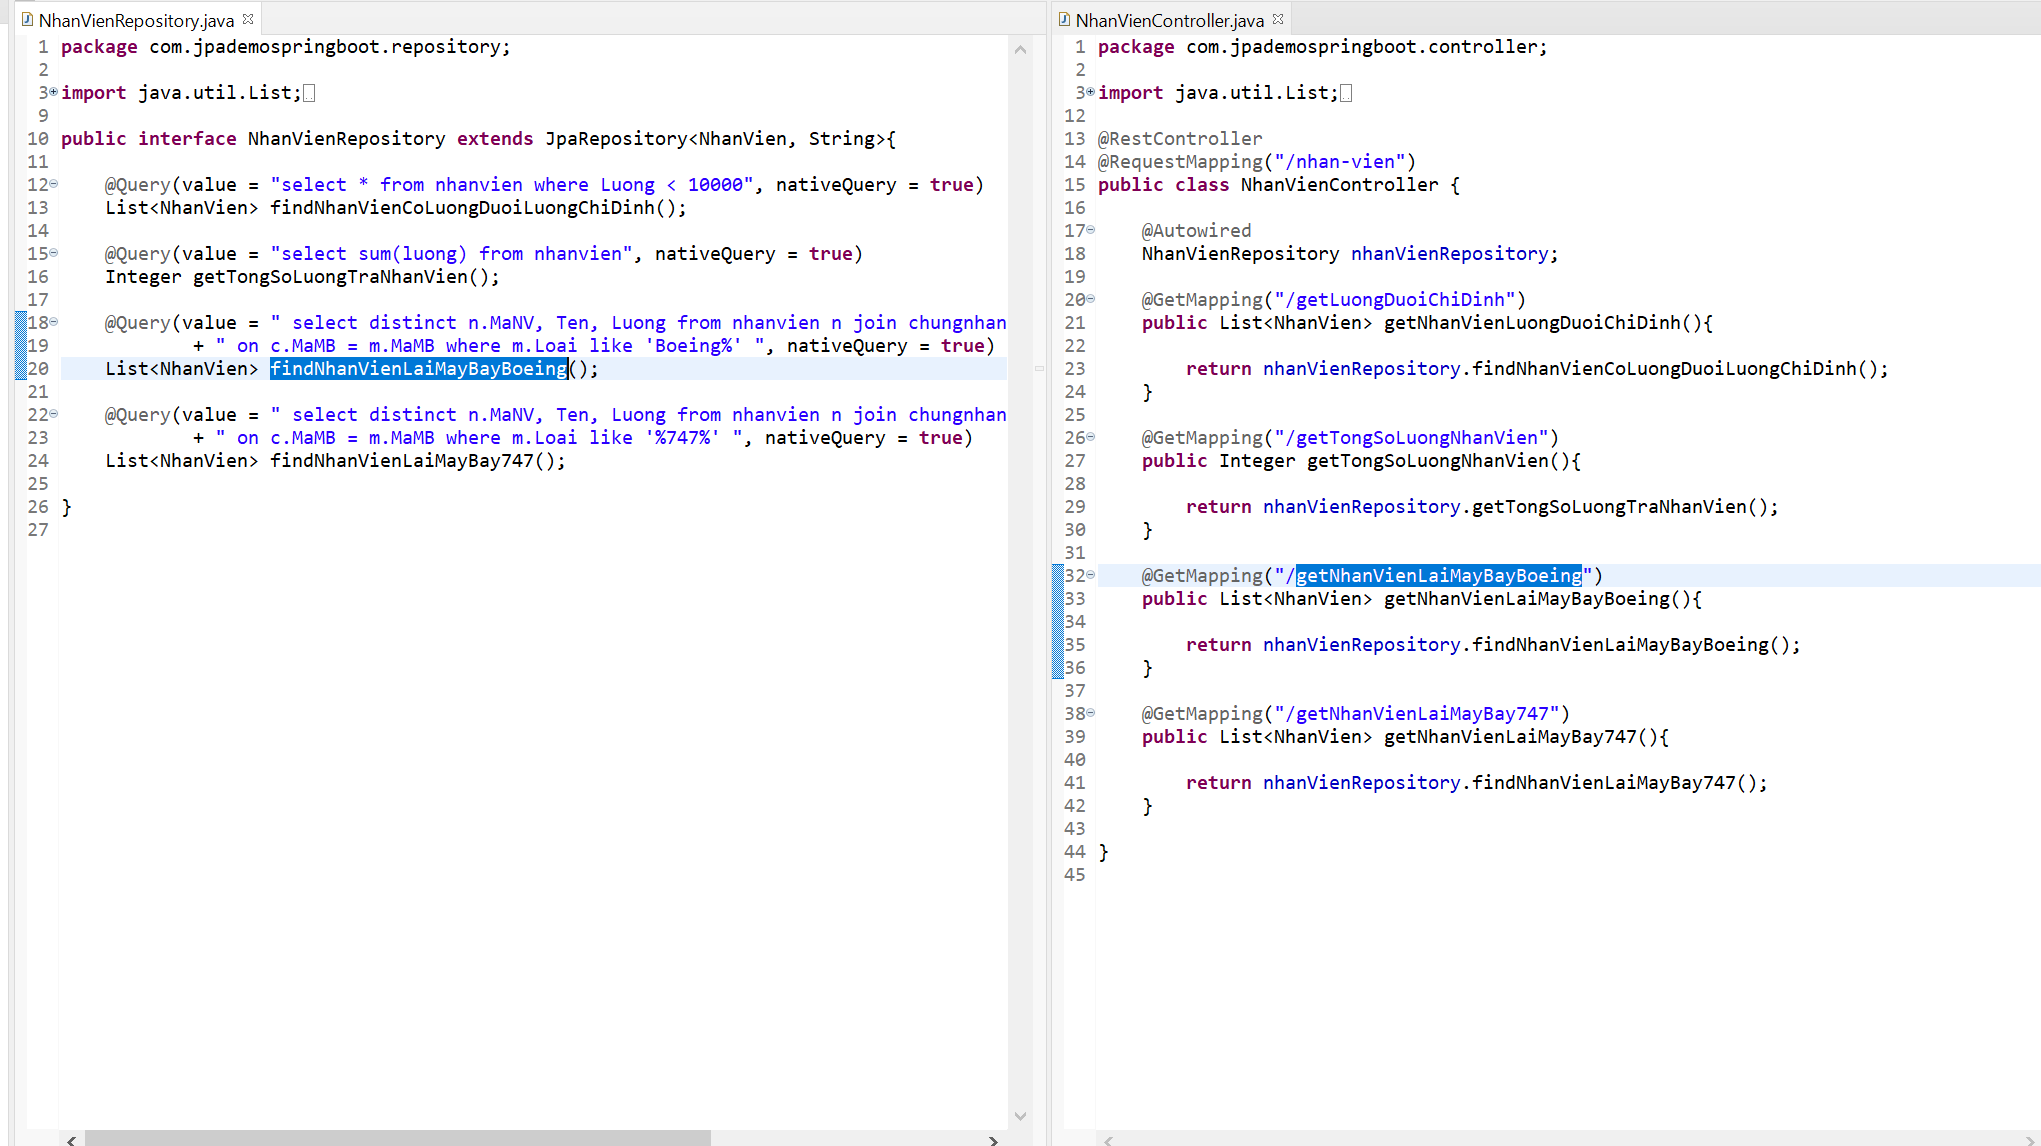 NhanVienRepository.java
1 package com.jpademospringboot.repository;
2
3 import java.util.List;
9
10 public interface NhanVienRepository extends JpaRepository<NhanVien, String>{
11
12 @Query(value = "select * from nhanvien where Luong < 10000", nativeQuery = true)
13 List<NhanVien> findNhanVienCoLuongDuoiLuongChiDinh();
14
15 @Query(value = "select sum(luong) from nhanvien", nativeQuery = true)
16 Integer getTongSoLuongTraNhanVien();
17
18 @Query(value = " select distinct n.MaNV, Ten, Luong from nhanvien n join chungnhan
19 + " on c.MaMB = m.MaMB where m.Loai like 'Boeing%' ", nativeQuery = true)
20 List<NhanVien> findNhanVienLaiMayBayBoeing();
21
22 @Query(value = " select distinct n.MaNV, Ten, Luong from nhanvien n join chungnhan
23 + " on c.MaMB = m.MaMB where m.Loai like '%747%' ", nativeQuery = true)
24 List<NhanVien> findNhanVienLaiMayBay747();
25
26 }
27
NhanVienController.java
1 package com.jpademospringboot.controller;
2
3 import java.util.List;
12
13 @RestController
14 @RequestMapping("/nhan-vien")
15 public class NhanVienController {
16
17 @Autowired
18 NhanVienRepository nhanVienRepository;
19
20 @GetMapping("/getLuongDuoiChiDinh")
21 public List<NhanVien> getNhanVienLuongDuoiChiDinh(){
22
23 return nhanVienRepository.findNhanVienCoLuongDuoiLuongChiDinh();
24 }
25
26 @GetMapping("/getTongSoLuongNhanVien")
27 public Integer getTongSoLuongNhanVien(){
28
29 return nhanVienRepository.getTongSoLuongTraNhanVien();
30 }
31
32 @GetMapping("/getNhanVienLaiMayBayBoeing")
33 public List<NhanVien> getNhanVienLaiMayBayBoeing(){
34
35 return nhanVienRepository.findNhanVienLaiMayBayBoeing();
36 }
37
38 @GetMapping("/getNhanVienLaiMayBay747")
39 public List<NhanVien> getNhanVienLaiMayBay747(){
40
41 return nhanVienRepository.findNhanVienLaiMayBay747();
42 }
43
44 }
45